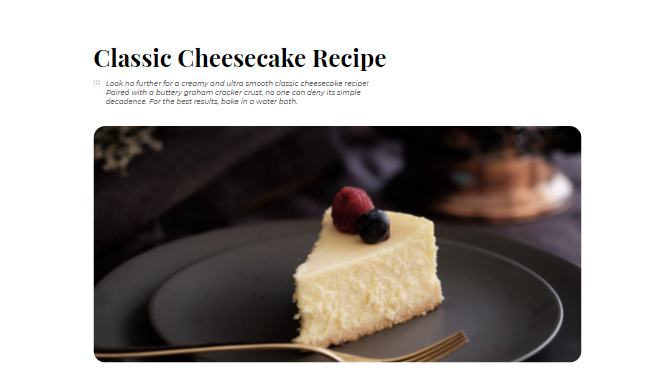 Classic Cheesecake Recipe
Look no further for a creamy and ultra smooth classic cheesecake recipe!
Paired with a buttery graham cracker crust, no one can deny its simple
decadence. For the best results, bake in a water bath.